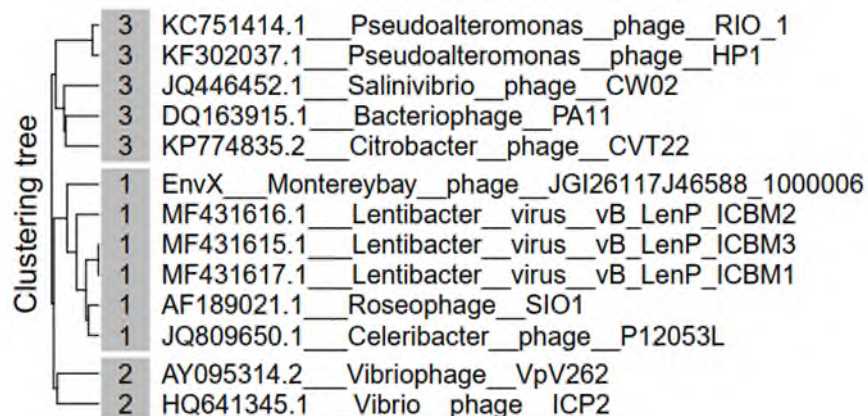 Clustering tree
3 KC751414.1___Pseudoalteromonas__phage__RIO_1
3 KF302037.1___Pseudoalteromonas__phage__HP1
3 JQ446452.1___Salinivibrio__phage__CW02
3 DQ163915.1___Bacteriophage__PA11
3 KP774835.2___Citrobacter__phage__CVT22
1 EnvX___Montereybay__phage__JGI26117J46588_1000006
1 MF431616.1___Lentibacter__virus__vB_LenP_ICBM2
1 MF431615.1___Lentibacter__virus__vB_LenP_ICBM3
1 MF431617.1___Lentibacter__virus__vB_LenP_ICBM1
1 AF189021.1___Roseophage__SIO1
1 JQ809650.1___Celeribacter__phage__P12053L
2 AY095314.2___Vibriophage__VpV262
2 HQ641345.1___Vibrio__phage__ICP2